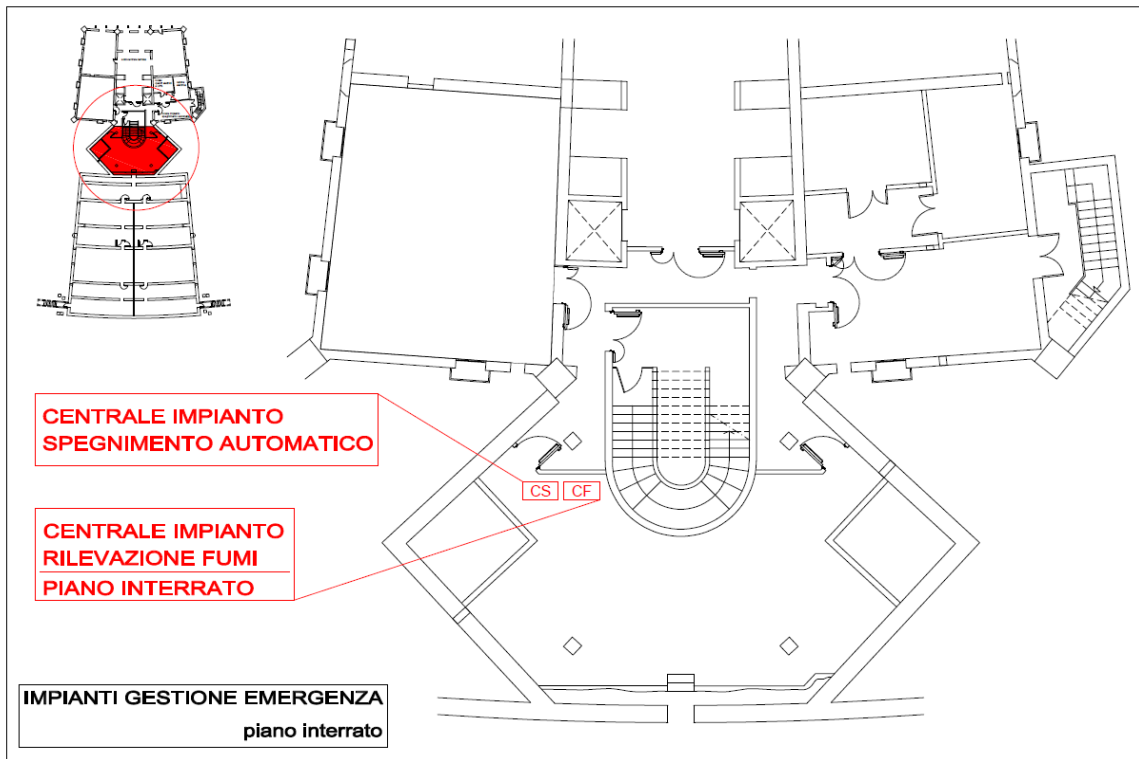 CENTRALE IMPIANTO
SPEGNIMENTO AUTOMATICO
CS CF
CENTRALE IMPIANTO
RILEVAZIONE FUMI
PIANO INTERRATO
IMPIANTI GESTIONE EMERGENZA
piano interrato